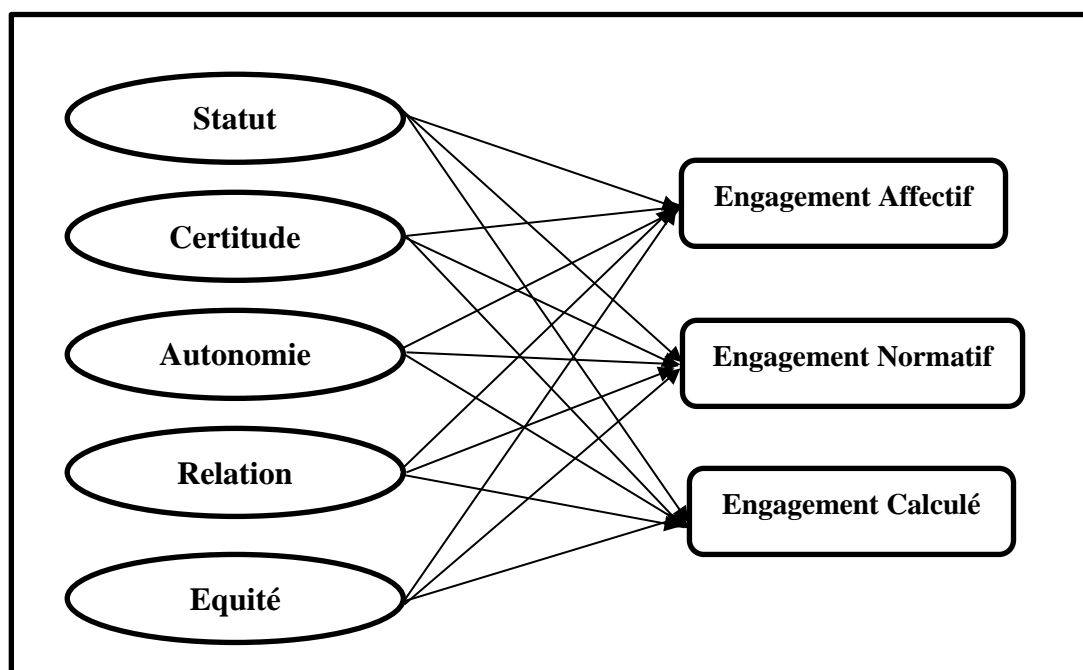 Statut
Certitude
Autonomie
Relation
Equité
Engagement Affectif
Engagement Normatif
Engagement Calculé